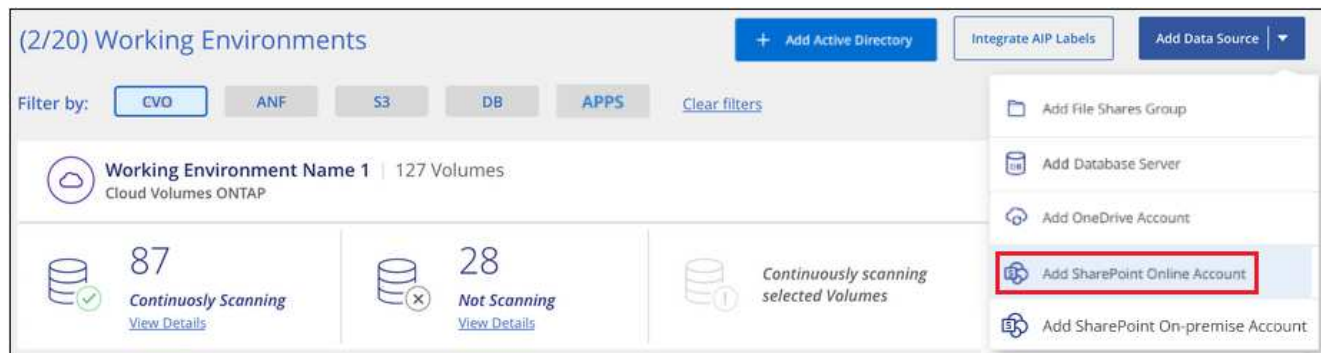 (2/20) Working Environments
+ Add Active Directory
Integrate AIP Labels
Add Data Source
Filter by:
CVO
ANF
S3
DB
APPS
Clear filters
Working Environment Name 1 | 127 Volumes
Cloud Volumes ONTAP
87
Continuosly Scanning
View Details
28
Not Scanning
View Details
Continuously scanning
selected Volumes
Add File Shares Group
DB
Add Database Server
Add OneDrive Account
Add SharePoint Online Account
Add SharePoint On-premise Account